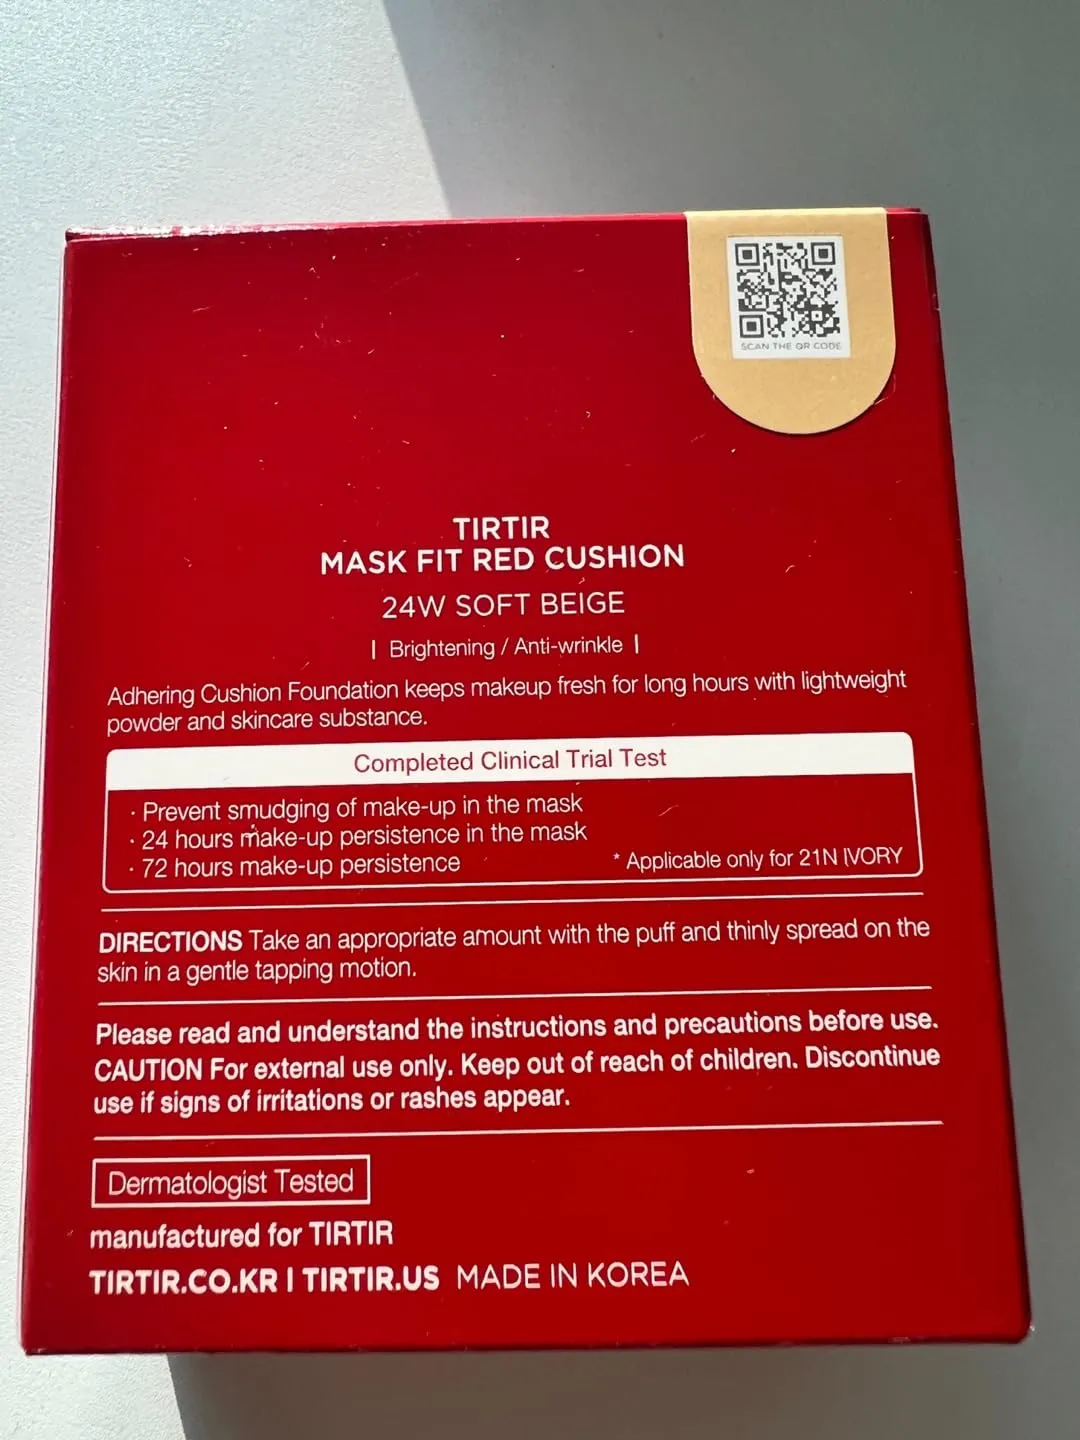 SCAN THE QR CODE
TIRTIR
MASK FIT RED CUSHION
24W SOFT BEIGE
| Brightening / Anti-wrinkle |
Adhering Cushion Foundation keeps makeup fresh for long hours with lightweight
powder and skincare substance.
Completed Clinical Trial Test
· Prevent smudging of make-up in the mask
· 24 hours make-up persistence in the mask
· 72 hours make-up persistence
* Applicable only for 21N IVORY
DIRECTIONS Take an appropriate amount with the puff and thinly spread on the
skin in a gentle tapping motion.
Please read and understand the instructions and precautions before use.
CAUTION For external use only. Keep out of reach of children. Discontinue
use if signs of irritations or rashes appear.
Dermatologist Tested
manufactured for TIRTIR
TIRTIR.CO.KR | TIRTIR.US MADE IN KOREA